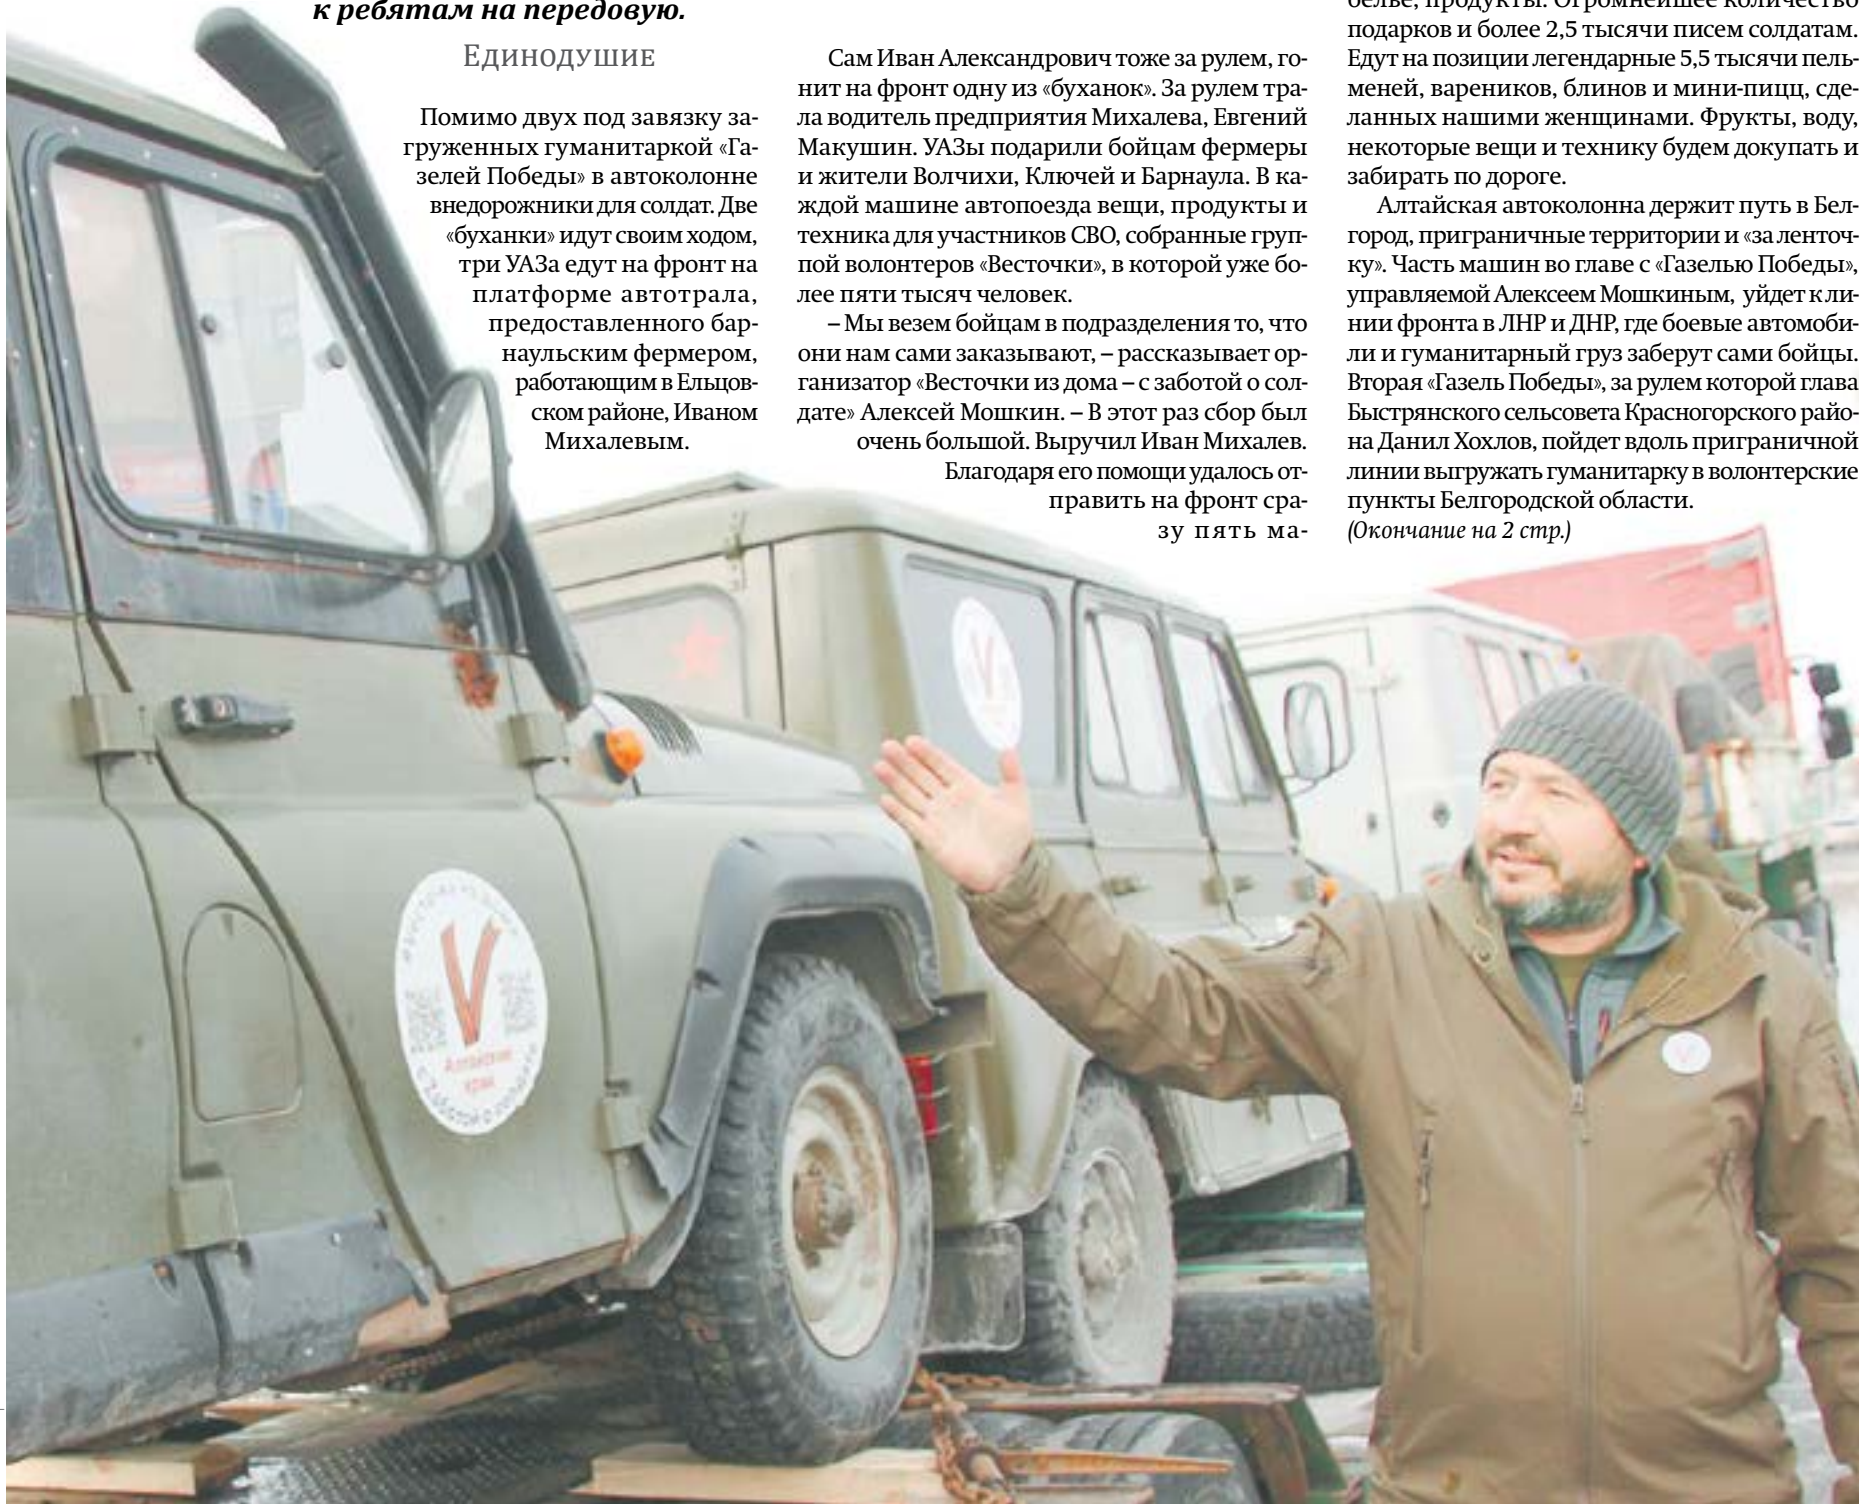 к ребятам на передовую.
Единодушие
Помимо двух под завязку за-
груженных гуманитаркой «Га-
зелей Победы» в автоколонне
внедорожники для солдат. Две
«буханки» идут своим ходом,
три УАЗа едут на фронт на
платформе автотрала,
предоставленного бар-
наульским фермером,
работающим в Ельцов-
ском районе, Иваном
Михалевым.
Сам Иван Александрович тоже за рулем, го-
нит на фронт одну из «буханок». За рулем тра-
ла водитель предприятия Михалева, Евгений
Макушин. УАЗы подарили бойцам фермеры
и жители Волчихи, Ключей и Барнаула. В ка-
ждой машине автопоезда вещи, продукты и
техника для участников СВО, собранные груп-
пой волонтеров «Весточки», в которой уже бо-
лее пяти тысяч человек.
– Мы везем бойцам в подразделения то, что
они нам сами заказывают, – рассказывает ор-
ганизатор «Весточки из дома – с заботой о сол-
дате» Алексей Мошкин. – В этот раз сбор был
очень большой. Выручил Иван Михалев.
Благодаря его помощи удалось от-
править на фронт сра-
зу пять ма-
белье, продукты. Огромнейшее количество
подарков и более 2,5 тысячи писем солдатам.
Едут на позиции легендарные 5,5 тысячи пель-
меней, вареников, блинов и мини-пицц, сде-
ланных нашими женщинами. Фрукты, воду,
некоторые вещи и технику будем докупать и
забирать по дороге.
Алтайская автоколонна держит путь в Бел-
город, приграничные территории и «за ленточ-
ку». Часть машин во главе с «Газелью Победы»,
управляемой Алексеем Мошкиным, уйдет к ли-
нии фронта в ЛНР и ДНР, где боевые автомоби-
ли и гуманитарный груз заберут сами бойцы.
Вторая «Газель Победы», за рулем которой глава
Быстрянского сельсовета Красногорского райо-
на Данил Хохлов, пойдет вдоль приграничной
линии выгружать гуманитарку в волонтерские
пункты Белгородской области.
(Окончание на 2 стр.)
V
Алтайский
край
V
V